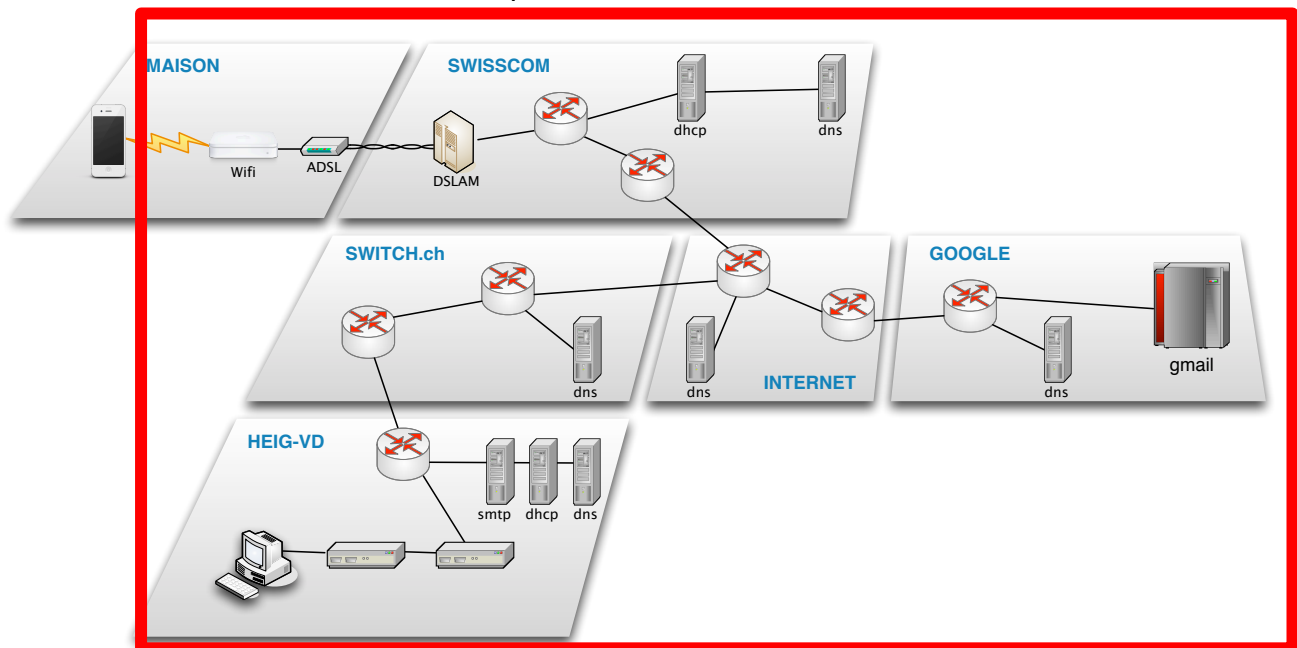 MAISON
SWISSCOM
dhcp
dns
Wifi
ADSL
DSLAM
SWITCH.ch
GOOGLE
dns
dns
INTERNET
dns
gmail
HEIG-VD
smtp
dhcp
dns